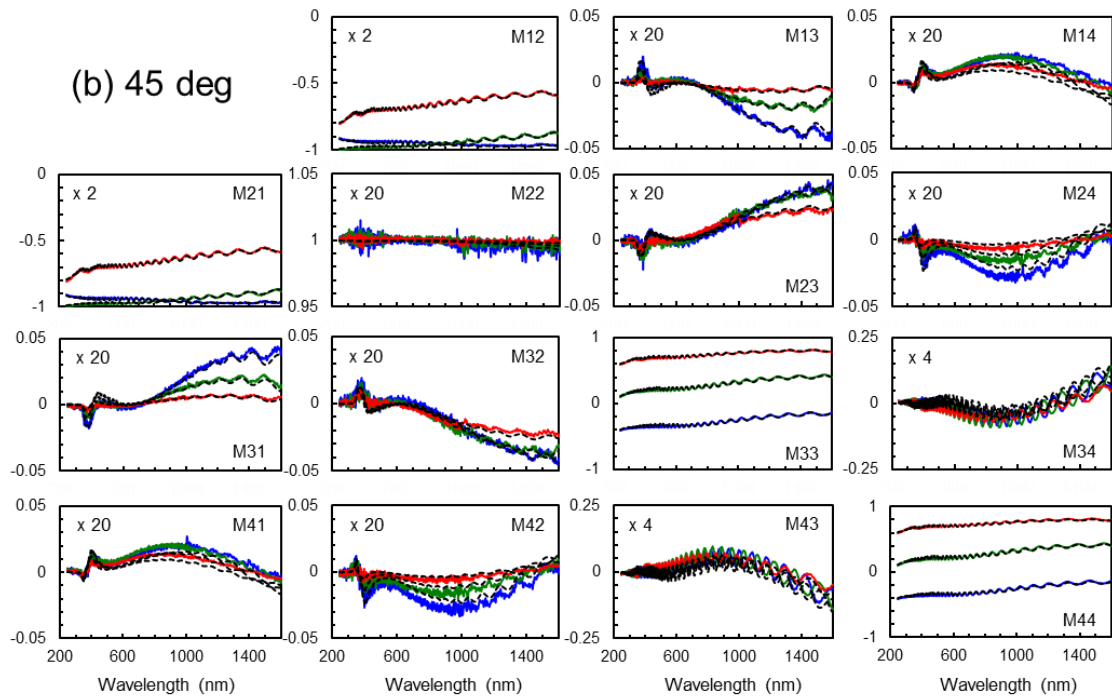 0 x 2 M12 -0.5 -1
0.05 x 20 M13 0 -0.05
0.05 x 20 M14 0 -0.05
(b) 45 deg
0 x 2 M21 -0.5 -1
1.05 x 20 M22 1 0.95
0.05 x 20 0 M23 -0.05
0.05 x 20 M24 0 -0.05
0.05 x 20 0 M31 -0.05
0.05 x 20 M32 0 -0.05
1 0 M33 -1
0.25 x 4 0 M34 -0.25
0.05 x 20 M41 0 -0.05
0.05 x 20 M42 0 -0.05
0.25 x 4 M43 0 -0.25
1 0 M44 -1
200 600 1000 1400
200 600 1000 1400
200 600 1000 1400
200 600 1000 1400
Wavelength (nm)
Wavelength (nm)
Wavelength (nm)
Wavelength (nm)